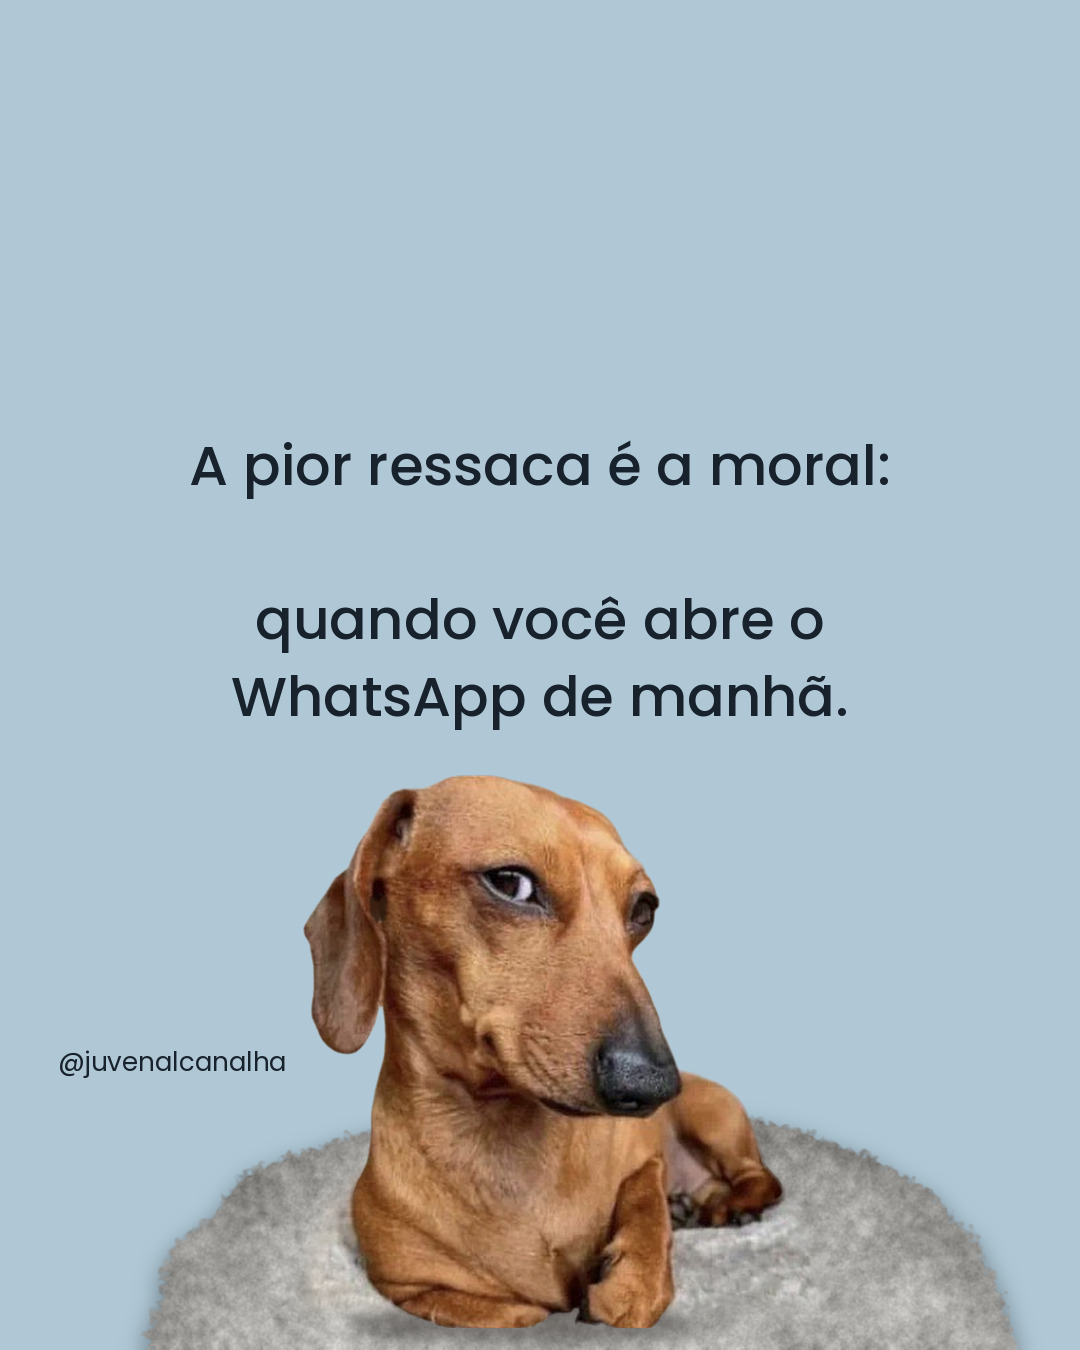 A pior ressaca é a moral:
quando você abre o
WhatsApp de manhã.
@juvenalcanalha